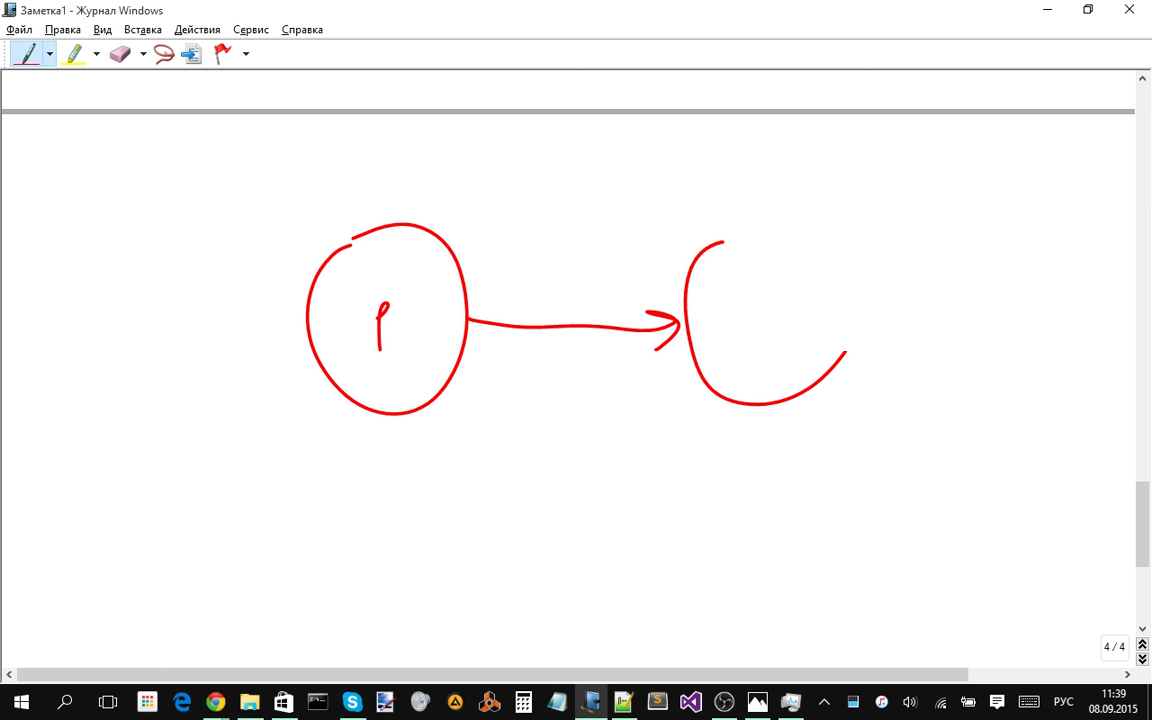 Заметка1 - Журнал Windows
Файл Правка Вид Вставка Действия Сервис Справка
P
4 / 4
РУС
11:39
08.09.2015